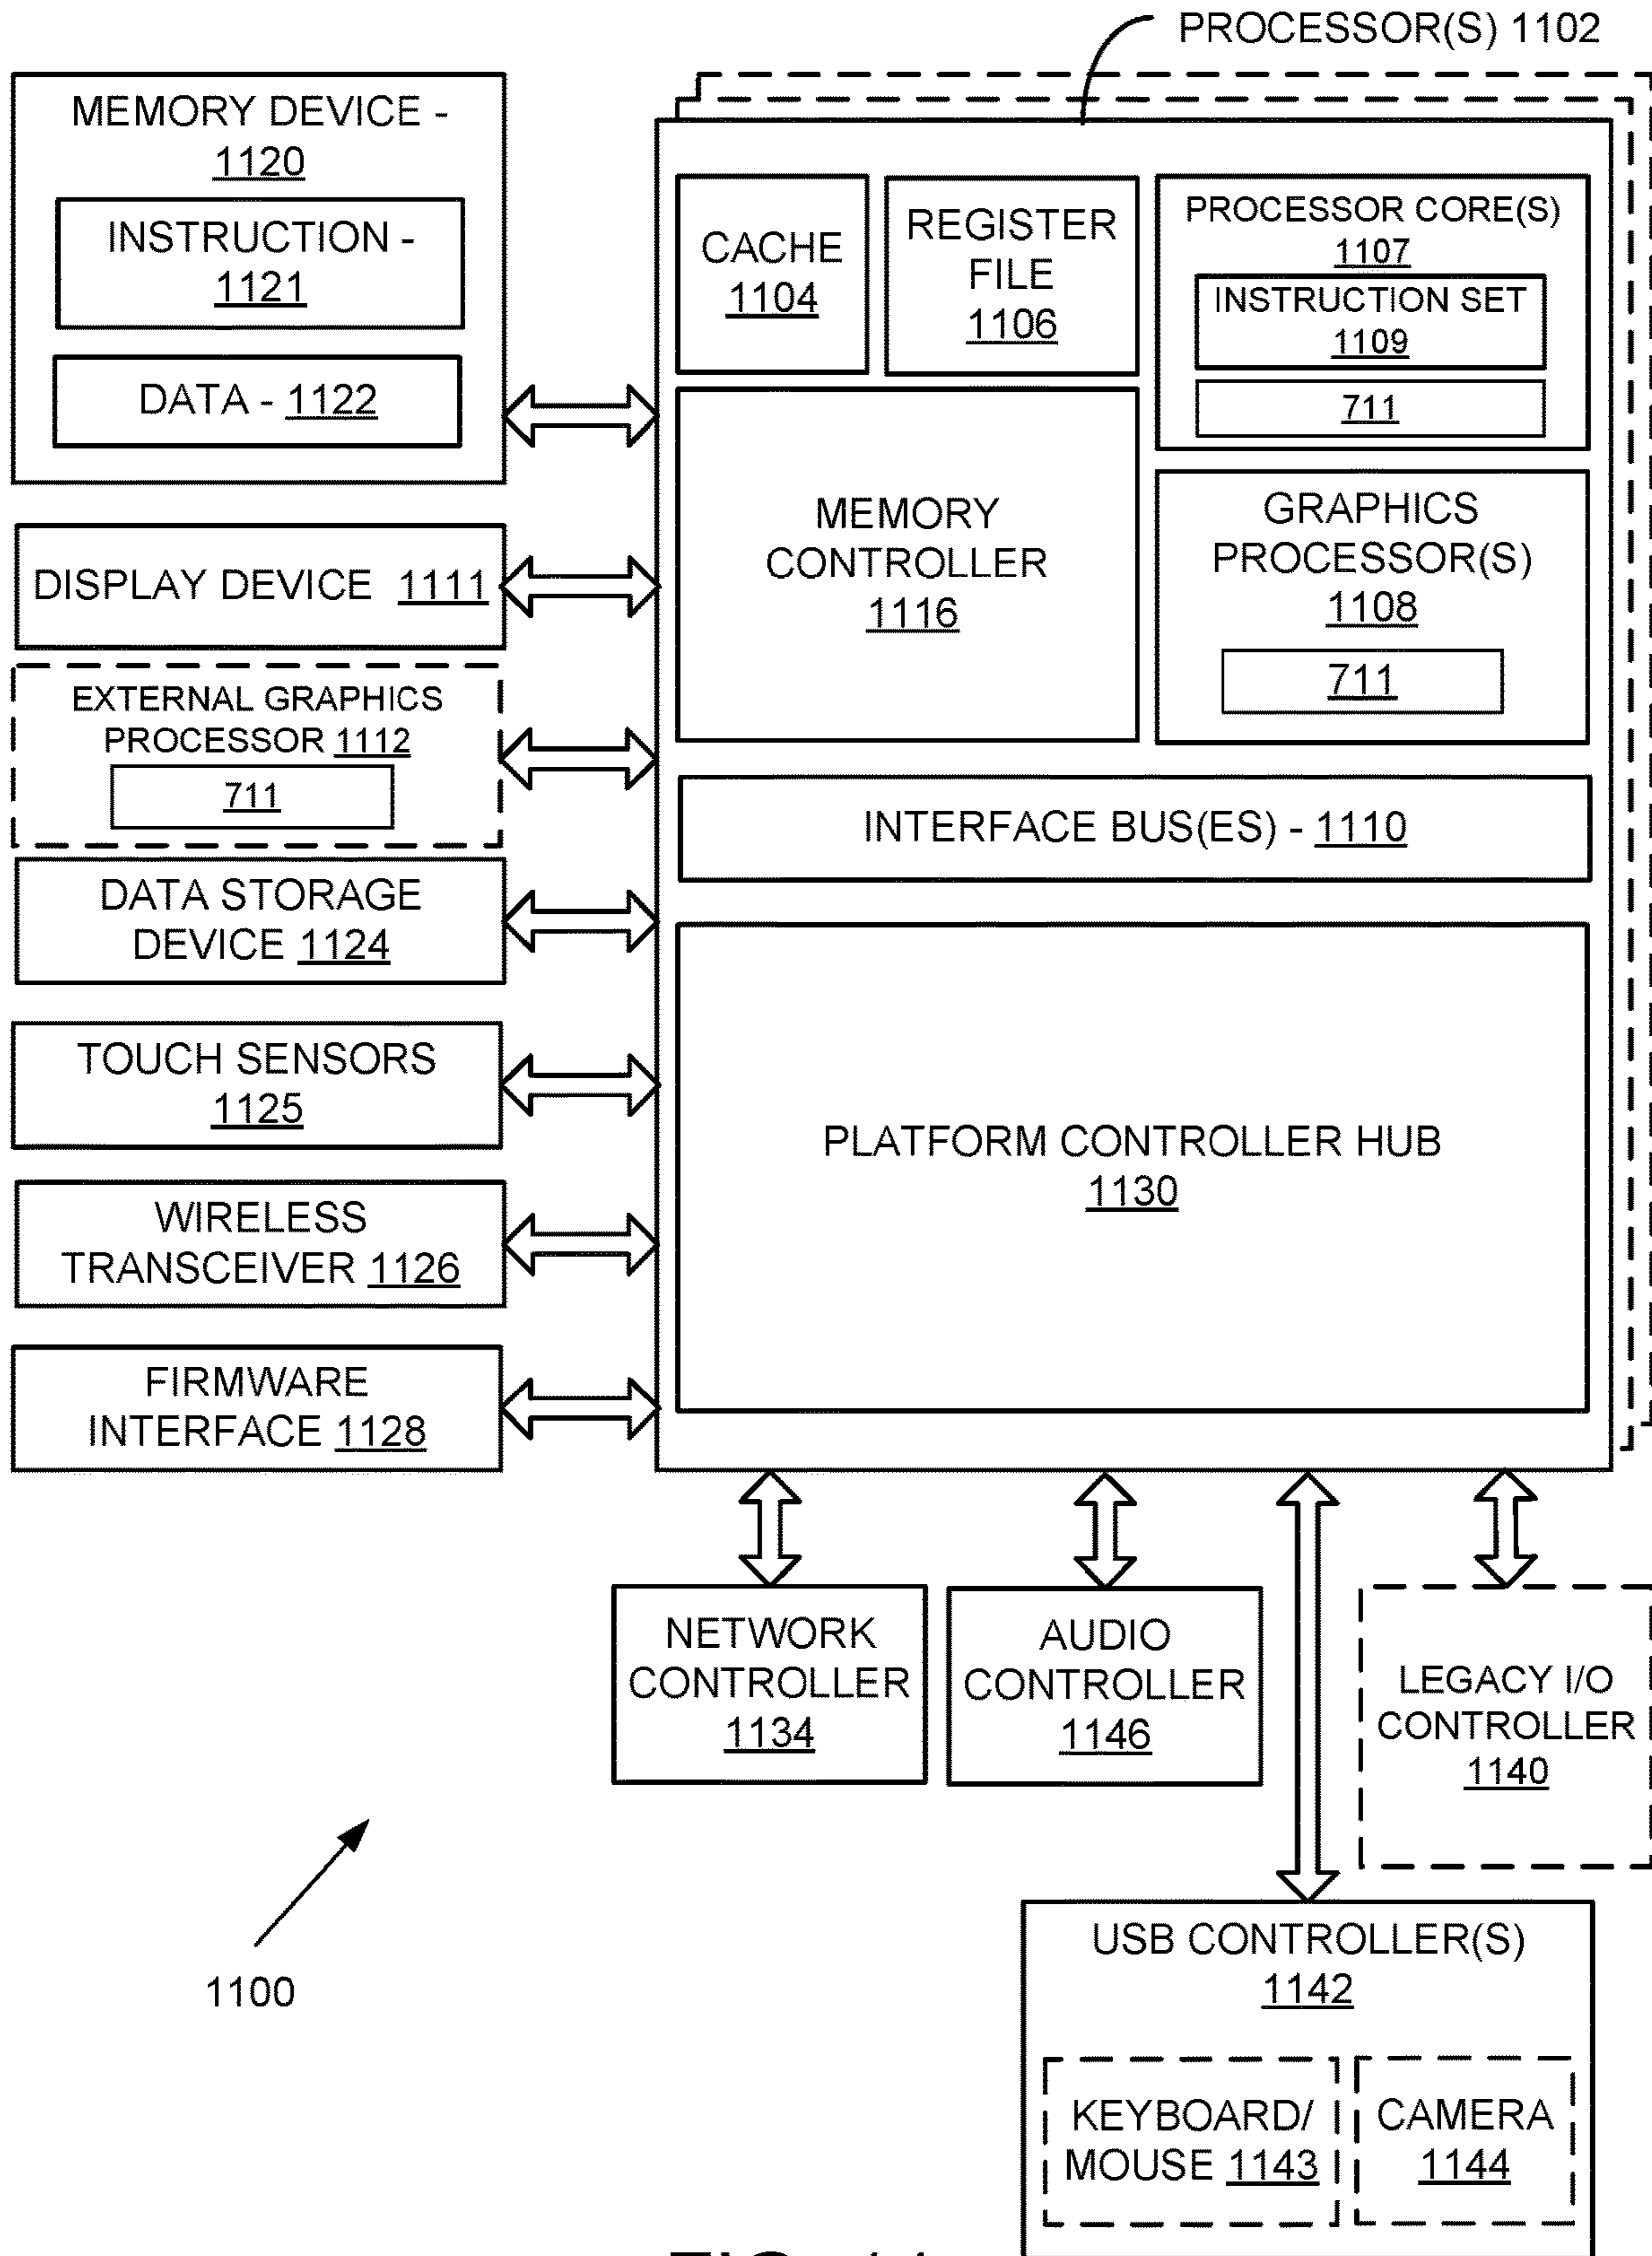 PROCESSOR(S) 1102
MEMORY DEVICE -
1120
INSTRUCTION -
1121
DATA - 1122
DISPLAY DEVICE 1111
EXTERNAL GRAPHICS
PROCESSOR 1112
711
DATA STORAGE
DEVICE 1124
TOUCH SENSORS
1125
WIRELESS
TRANSCEIVER 1126
FIRMWARE
INTERFACE 1128
CACHE
1104
REGISTER
FILE
1106
PROCESSOR CORE(S)
1107
INSTRUCTION SET
1109
711
MEMORY
CONTROLLER
1116
GRAPHICS
PROCESSOR(S)
1108
711
INTERFACE BUS(ES) - 1110
PLATFORM CONTROLLER HUB
1130
NETWORK
CONTROLLER
1134
AUDIO
CONTROLLER
1146
LEGACY I/O
CONTROLLER
1140
1100
USB CONTROLLER(S)
1142
KEYBOARD/
MOUSE 1143
CAMERA
1144